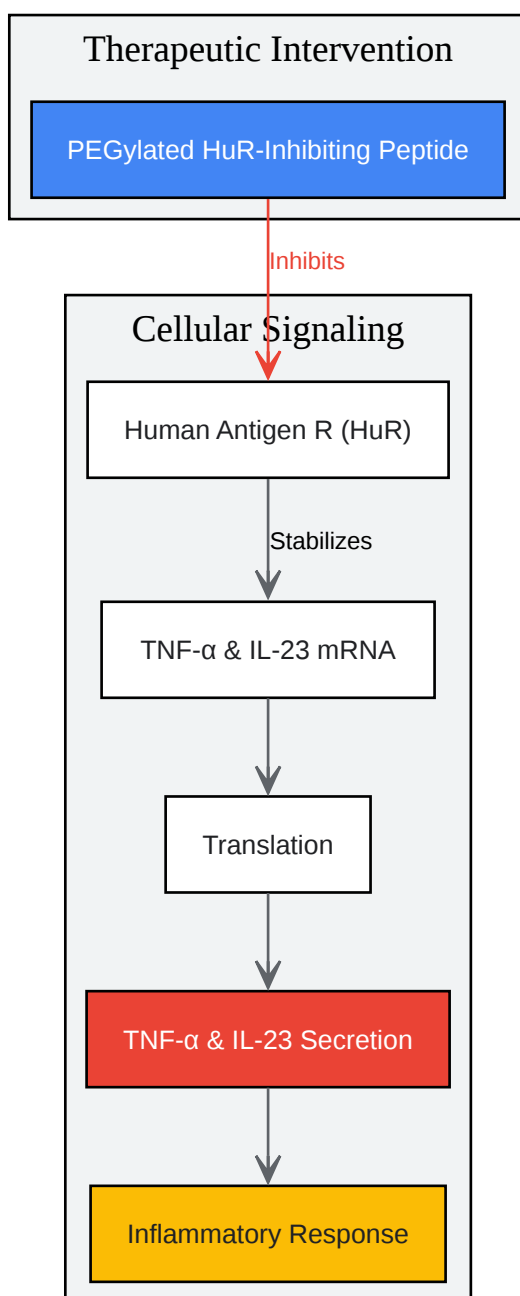 Therapeutic Intervention
PEGylated HuR-Inhibiting Peptide
Inhibits
Cellular Signaling
Human Antigen R (HuR)
Stabilizes
TNF-α & IL-23 mRNA
Translation
TNF-α & IL-23 Secretion
Inflammatory Response